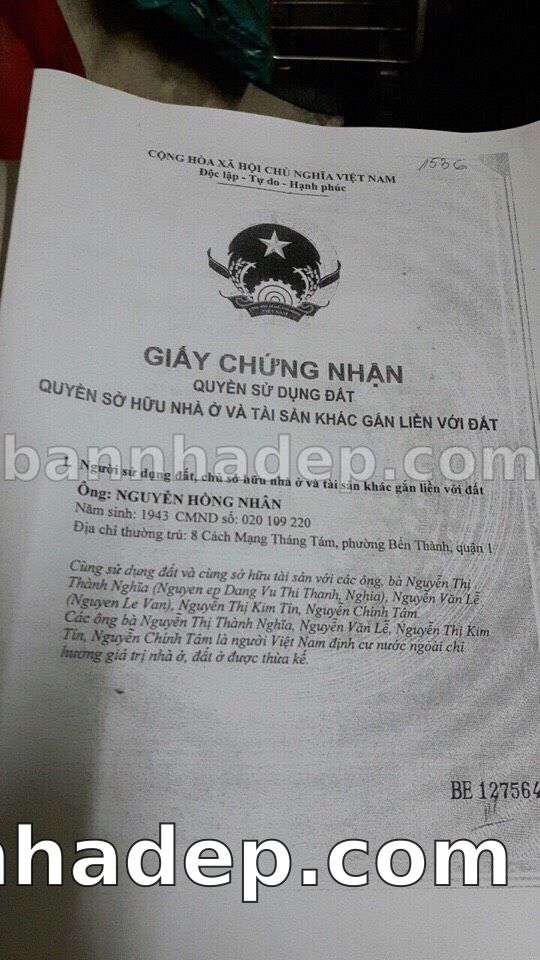 CỘNG HÒA XÃ HỘI CHỦ NGHĨA VIỆT NAM
Độc lập - Tự do - Hạnh phúc
1536
VIỆT NAM
GIẤY CHỨNG NHẬN
QUYỀN SỬ DỤNG ĐẤT
QUYỀN SỞ HỮU NHÀ Ở VÀ TÀI SẢN KHÁC GẮN LIỀN VỚI ĐẤT
bannhadep.com
I. Người sử dụng đất, chủ sở hữu nhà ở và tài sản khác gắn liền với đất
Ông: NGUYỄN HỒNG NHÂN
Năm sinh: 1943 CMND số: 020 109 220
Địa chỉ thường trú: 8 Cách Mạng Tháng Tám, phường Bến Thành, quận 1
Cùng sử dụng đất và cùng sở hữu tài sản với các ông, bà Nguyễn Thị
Thành Nghĩa (Nguyen ep Dang Vu Thi Thanh, Nghia), Nguyễn Văn Lễ
(Nguyen Le Van), Nguyễn Thị Kim Tín, Nguyễn Chính Tâm.
Các ông bà Nguyễn Thị Thành Nghĩa, Nguyễn Văn Lễ, Nguyễn Thị Kim
Tín, Nguyễn Chính Tâm là người Việt Nam định cư nước ngoài chỉ
hưởng giá trị nhà ở, đất ở được thừa kế.
BE 127564
nhadep.com